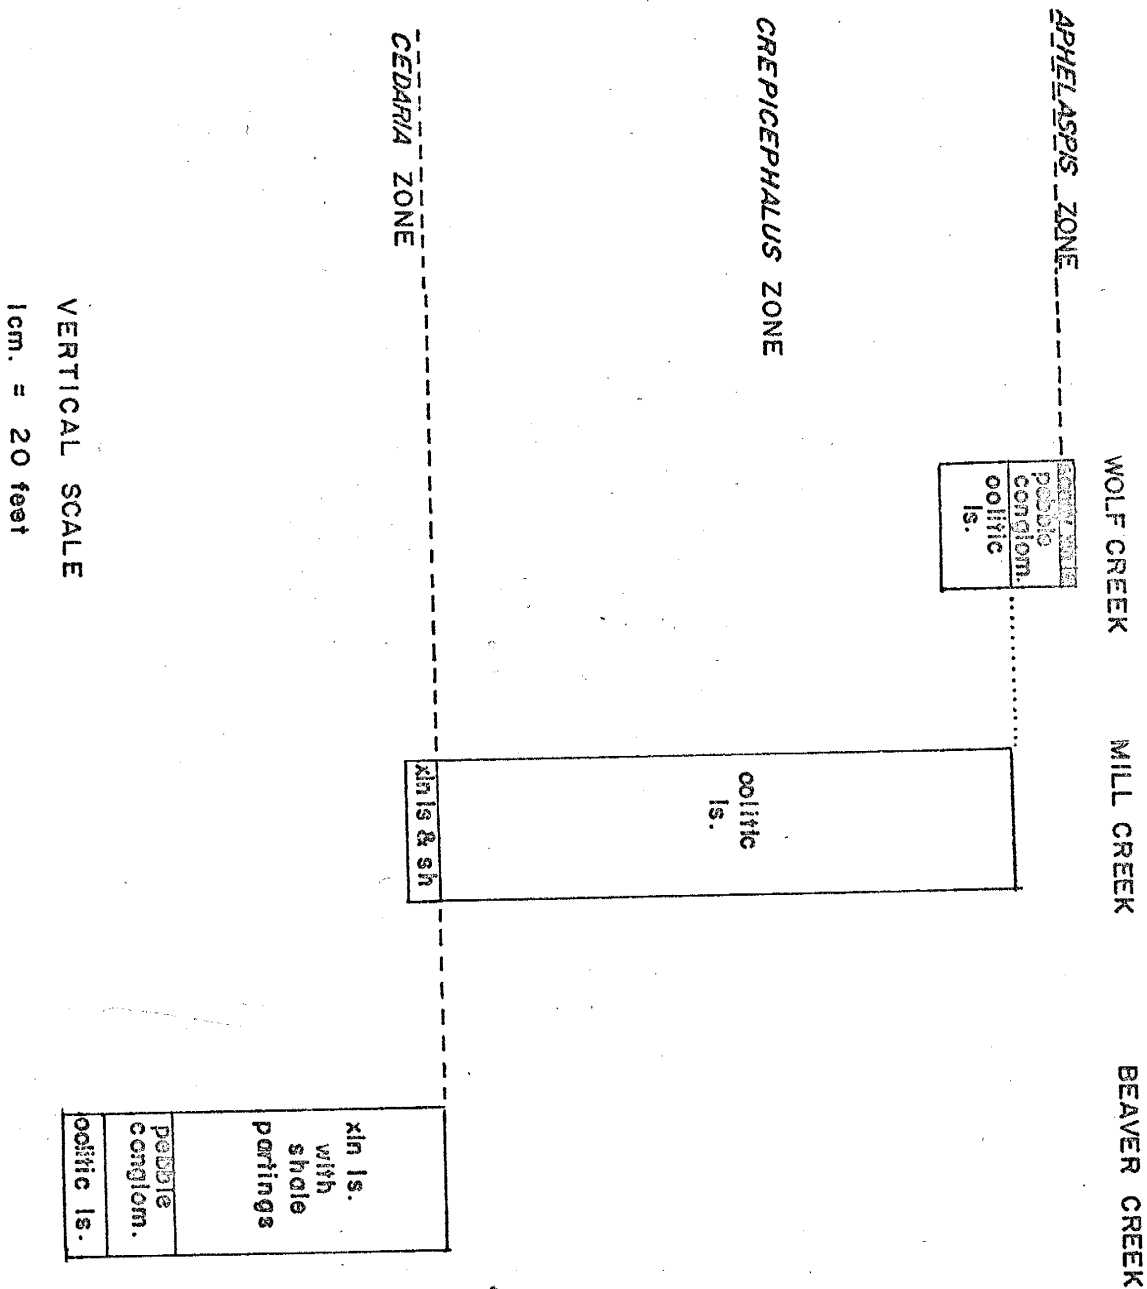 WOLF CREEK
MILL CREEK
BEAVER CREEK
APHELASPIS ZONE
CREPICEPHALUS ZONE
CEDARIA ZONE
pebble
conglom.
oolitic
ls.
oolitic
ls.
xln ls & sh
xln ls.
with
shale
partings
pebble
conglom.
oolitic ls.
VERTICAL SCALE
1cm. = 20 feet